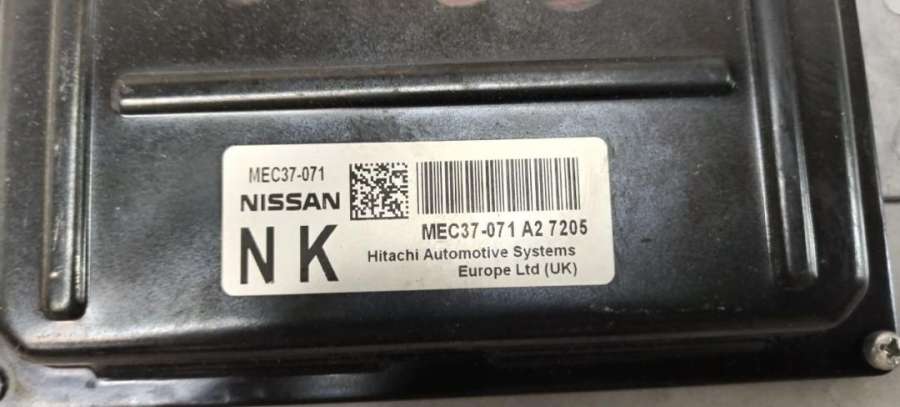 MEC37-071
NISSAN
NK
MEC37-071 A2 7205
Hitachi Automotive Systems
Europe Ltd (UK)